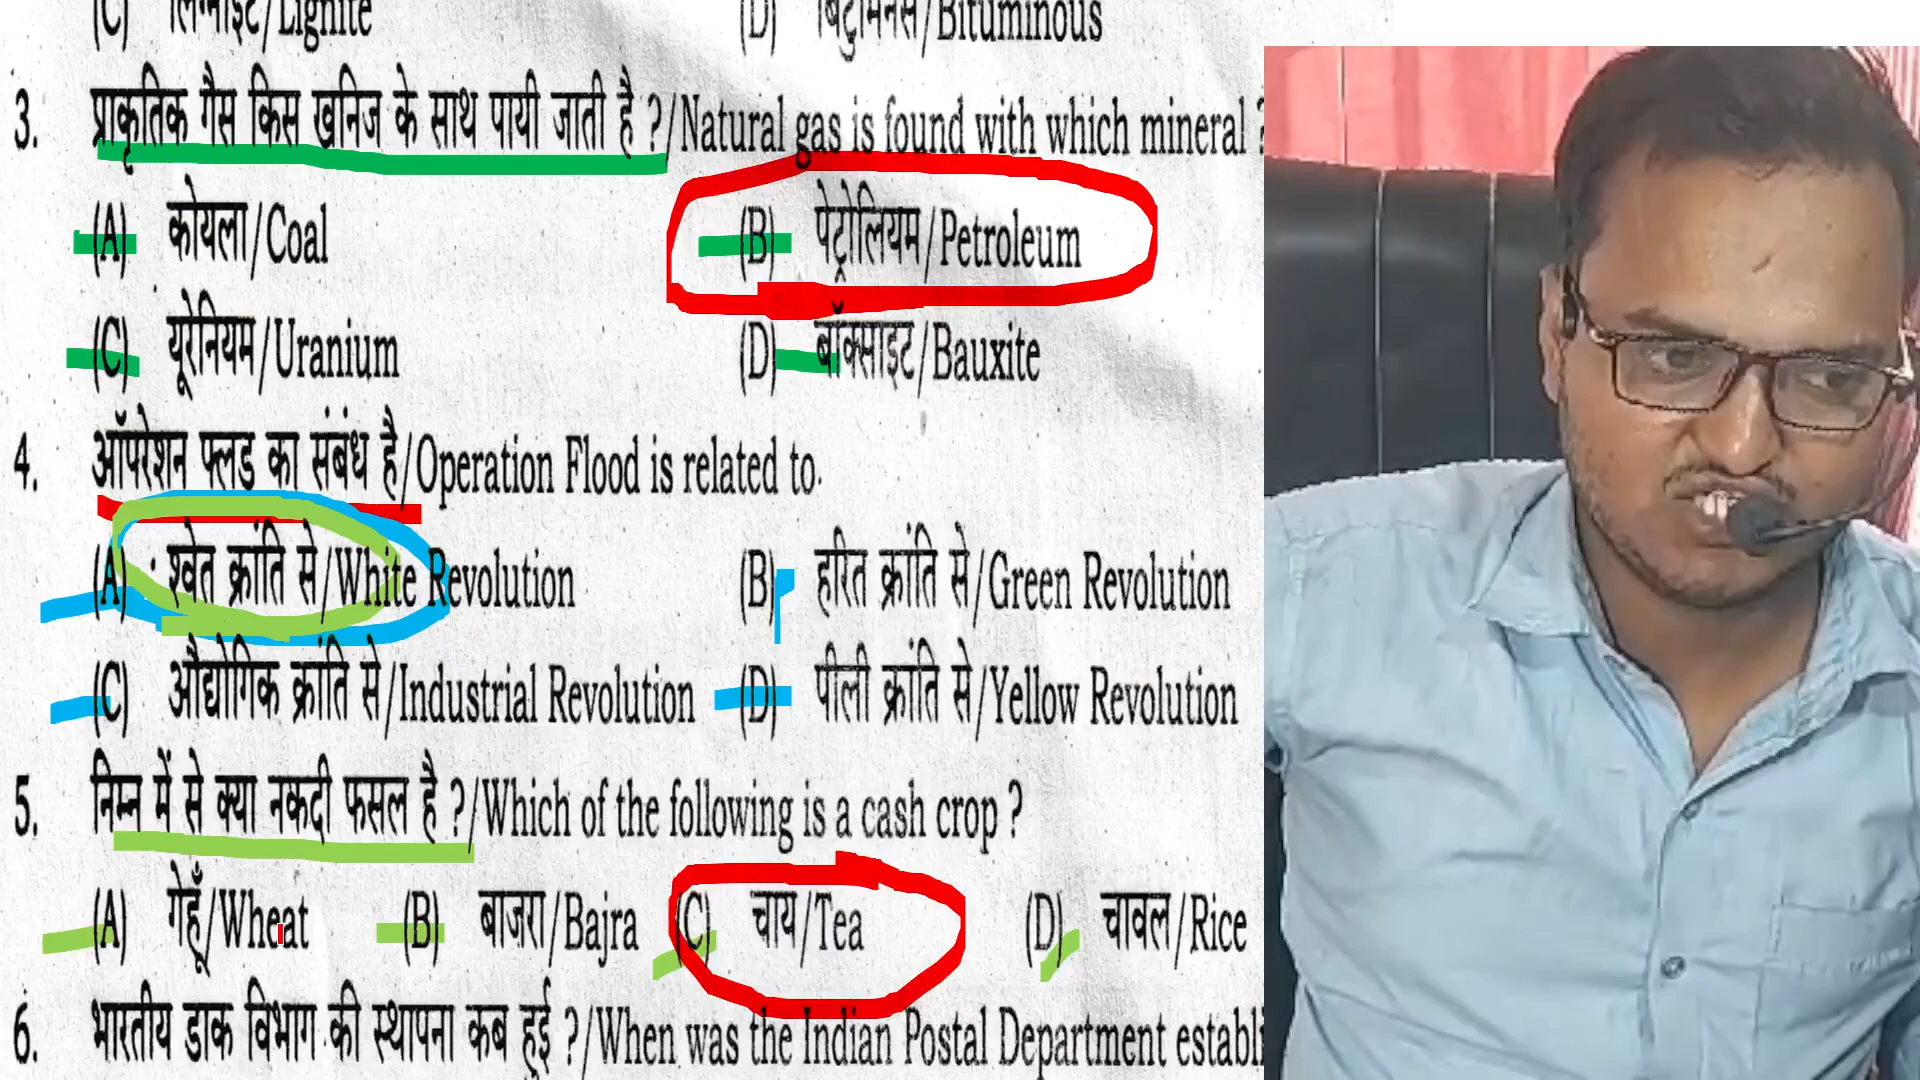 (C) लिग्नाइट/Lignite (D) बिटुमिनस/Bituminous
3. प्राकृतिक गैस किस खनिज के साथ पायी जाती है ?/Natural gas is found with which mineral ?
(A) कोयला/Coal (B) पेट्रोलियम/Petroleum
(C) यूरेनियम/Uranium (D) बॉक्साइट/Bauxite
4. ऑपरेशन फ्लड का संबंध है/Operation Flood is related to.
(A) श्वेत क्रांति से/White Revolution (B) हरित क्रांति से/Green Revolution
(C) औद्योगिक क्रांति से/Industrial Revolution (D) पीली क्रांति से/Yellow Revolution
5. निम्न में से क्या नकदी फसल है ?/Which of the following is a cash crop ?
(A) गेहूँ/Wheat (B) बाजरा/Bajra (C) चाय/Tea (D) चावल/Rice
6. भारतीय डाक विभाग की स्थापना कब हुई ?/When was the Indian Postal Department establi